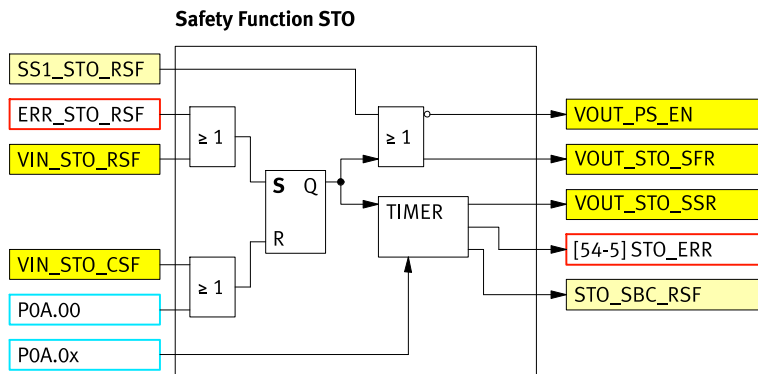 Safety Function STO
SS1_STO_RSF
ERR_STO_RSF
VIN_STO_RSF
VIN_STO_CSF
P0A.00
P0A.0x
≥ 1
≥ 1
S Q
R
≥ 1
TIMER
VOUT_PS_EN
VOUT_STO_SFR
VOUT_STO_SSR
[54-5] STO_ERR
STO_SBC_RSF